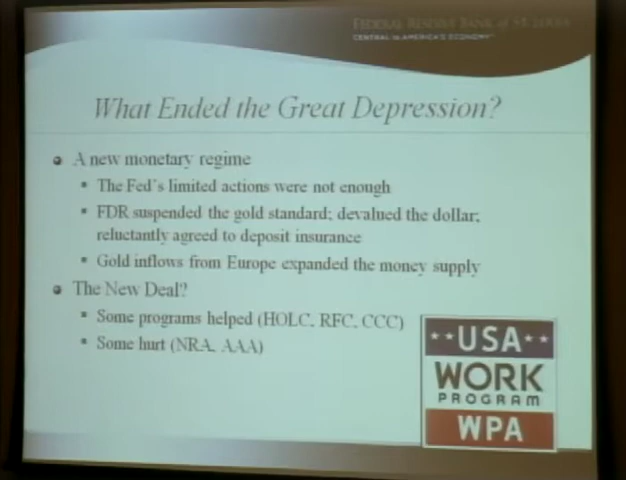 FEDERAL RESERVE BANK of ST. LOUIS
CENTRAL to AMERICA'S ECONOMY™
What Ended the Great Depression?
A new monetary regime
The Fed's limited actions were not enough
FDR suspended the gold standard; devalued the dollar;
reluctantly agreed to deposit insurance
Gold inflows from Europe expanded the money supply
The New Deal?
Some programs helped (HOLC, RFC, CCC)
Some hurt (NRA, AAA)
USA
WORK
PROGRAM
WPA